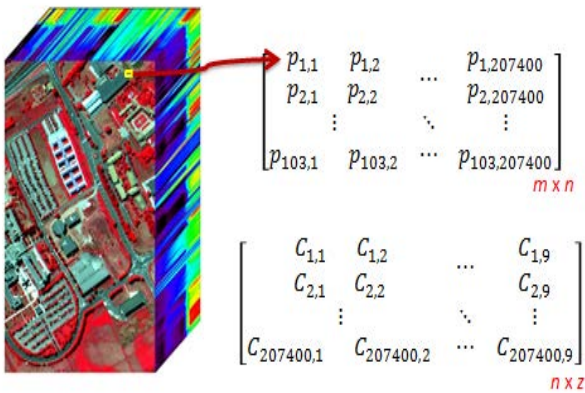 p1,1 p1,2 ... p1,207400
p2,1 p2,2 p2,207400
⋮ ⋱ ⋮
p103,1 p103,2 ⋯ p103,207400
m x n
C1,1 C1,2 ... C1,9
C2,1 C2,2 C2,9
⋮ ⋱ ⋮
C207400,1 C207400,2 ⋯ C207400,9
n x z